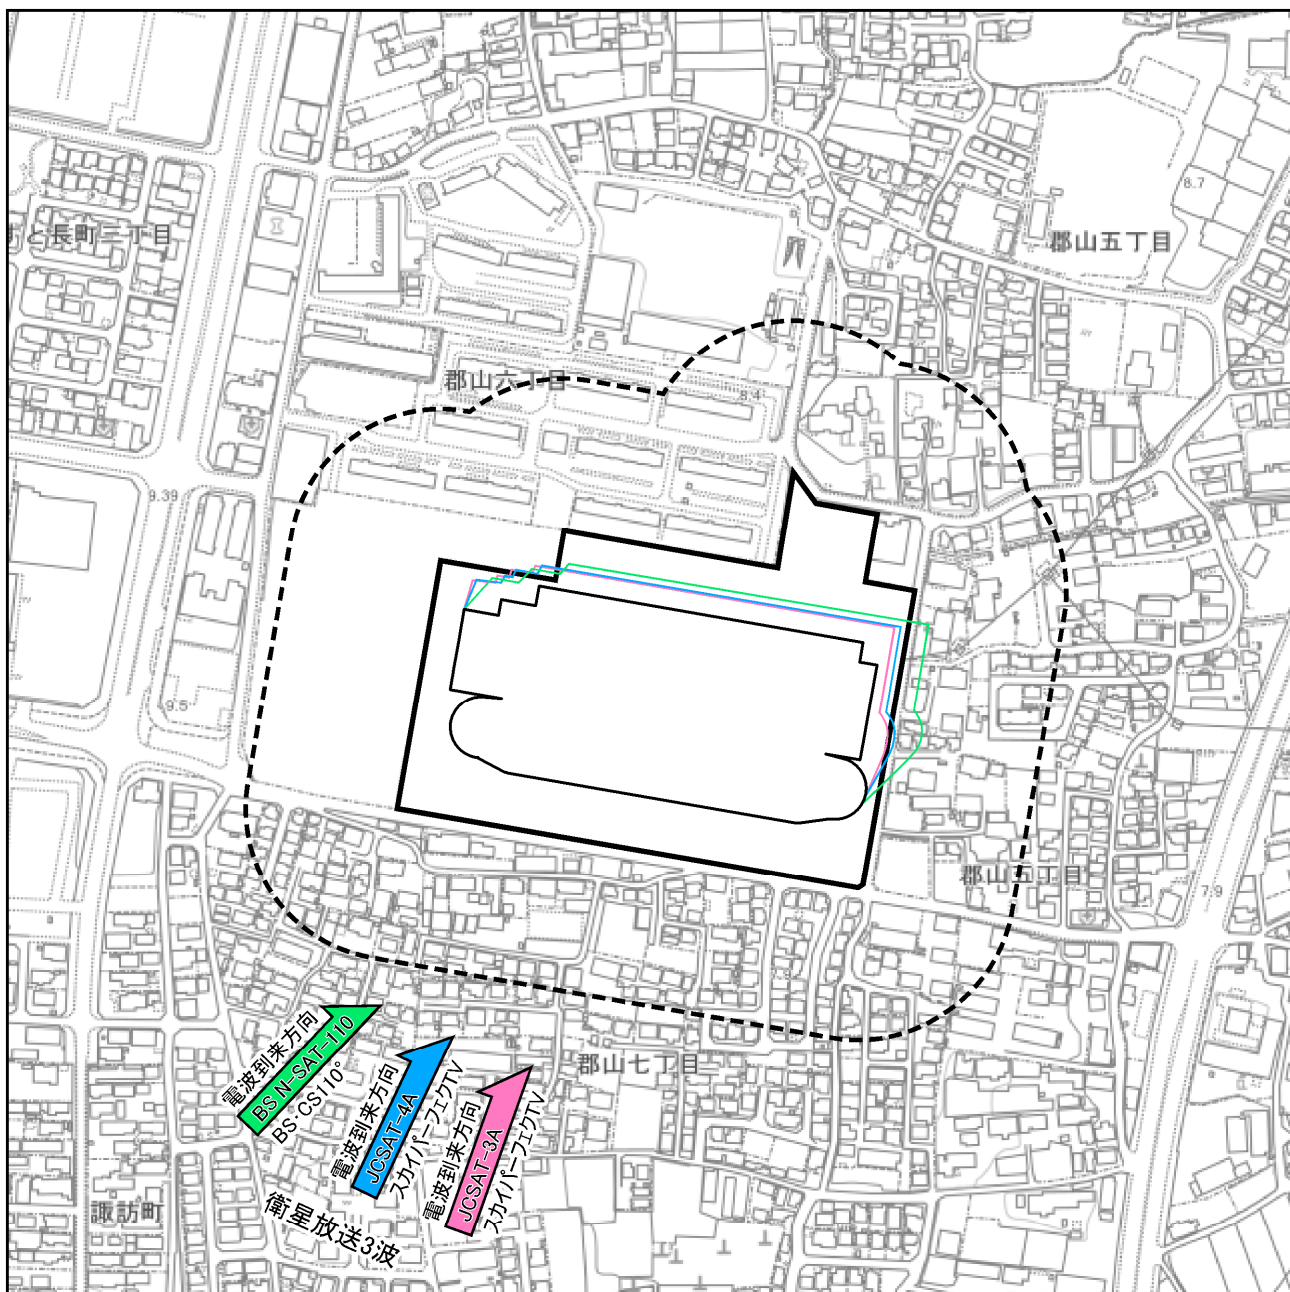 8.7
と長町三丁目
郡山五丁目
郡山六丁目
8.4
9.39
9.5
郡山五丁目
7.9
電波到来方向
BS N-SAT-110
BS・CS110°
電波到来方向
JCSAT-4A
スカイパーフェクTV
電波到来方向
JCSAT-3A
スカイパーフェクTV
郡山七丁目
諏訪町
衛星放送3波